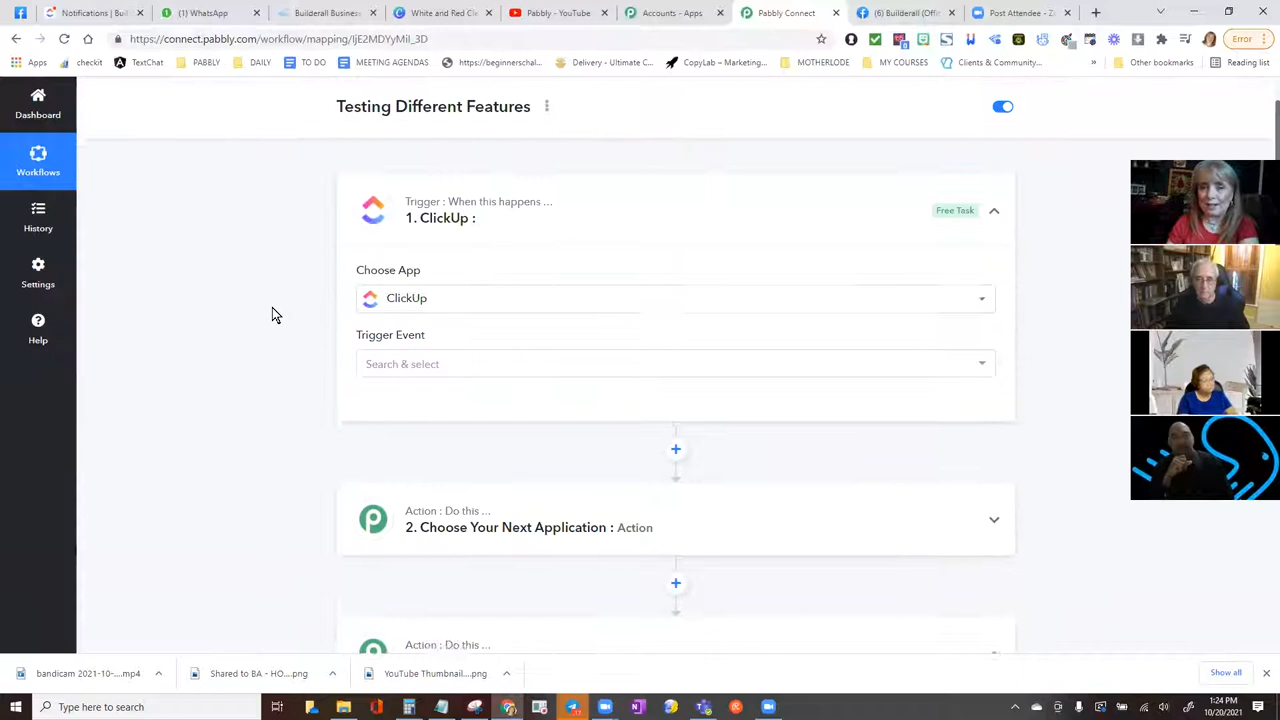 Notifications | Build
(1) WhatsApp
Builderall Business
White and Red Click
Pabbly - YouTube
Accounts - Apps
Pabbly Connect
(6) Builderall (Offi
Post Attendee - Z
https://connect.pabbly.com/workflow/mapping/
Error
Apps
checkit
TextChat
PABBLY
DAILY
TO DO
MEETING AGENDAS
https://beginnerschal...
Delivery - Ultimate C...
CopyLab – Marketing...
MOTHERLODE
MY COURSES
Clients & Community...
»
Other bookmarks
Reading list
Dashboard
Workflows
History
Settings
Help
Testing Different Features
Trigger : When this happens ...
1. ClickUp :
Free Task
Choose App
ClickUp
Trigger Event
Search & select
+
Action : Do this ...
2. Choose Your Next Application : Action
+
Action : Do this ...
bandicam 2021-10-....mp4
Shared to BA - HO....png
YouTube Thumbnail....png
Show all
Type here to search
1:24 PM
10/20/2021